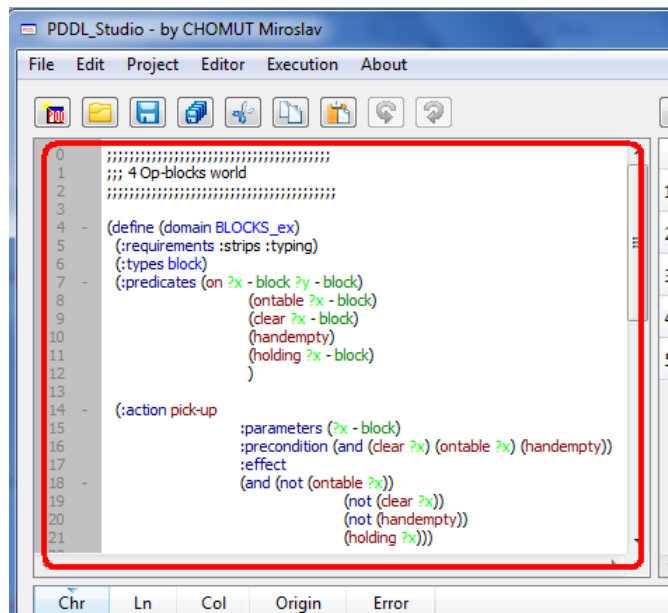 PDDL_Studio - by CHOMUT Miroslav
File Edit Project Editor Execution About
0 ;;;;;;;;;;;;;;;;;;;;;;;;;;;;;;;;;;;;;;;;
1 ;;; 4 Op-blocks world
2 ;;;;;;;;;;;;;;;;;;;;;;;;;;;;;;;;;;;;;;;;;
3
4 - (define (domain BLOCKS_ex)
5 (:requirements :strips :typing)
6 (:types block)
7 - (:predicates (on ?x - block ?y - block)
8 (ontable ?x - block)
9 (clear ?x - block)
10 (handempty)
11 (holding ?x - block)
12 )
13
14 - (:action pick-up
15 :parameters (?x - block)
16 :precondition (and (clear ?x) (ontable ?x) (handempty))
17 :effect
18 - (and (not (ontable ?x))
19 (not (clear ?x))
20 (not (handempty))
21 (holding ?x)))
Chr Ln Col Origin Error